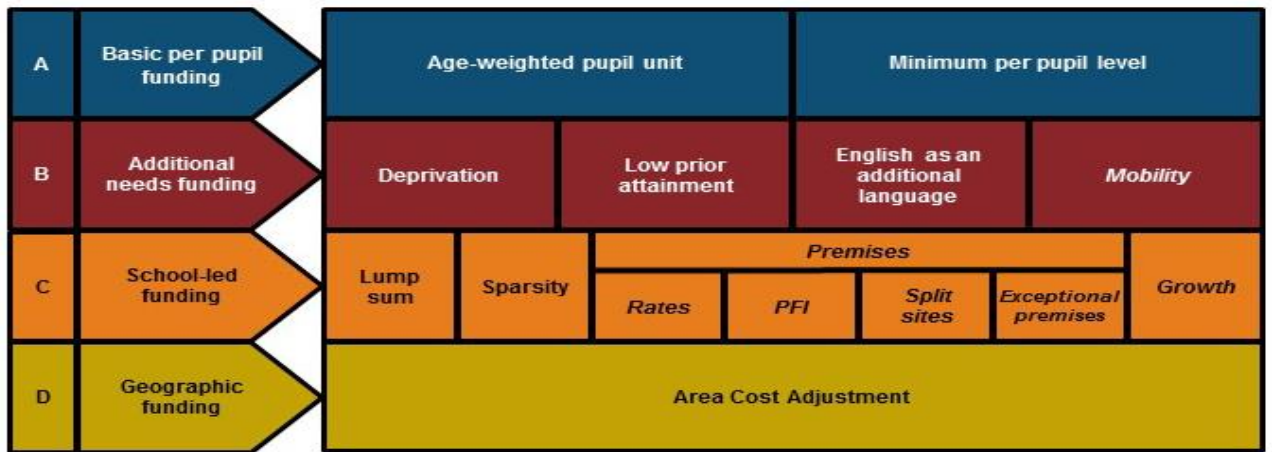 A
Basic per pupil
funding
Age-weighted pupil unit
Minimum per pupil level
B
Additional
needs funding
Deprivation
Low prior
attainment
English as an
additional
language
Mobility
C
School-led
funding
Lump
sum
Sparsity
Premises
Rates
PFI
Split
sites
Exceptional
premises
Growth
D
Geographic
funding
Area Cost Adjustment